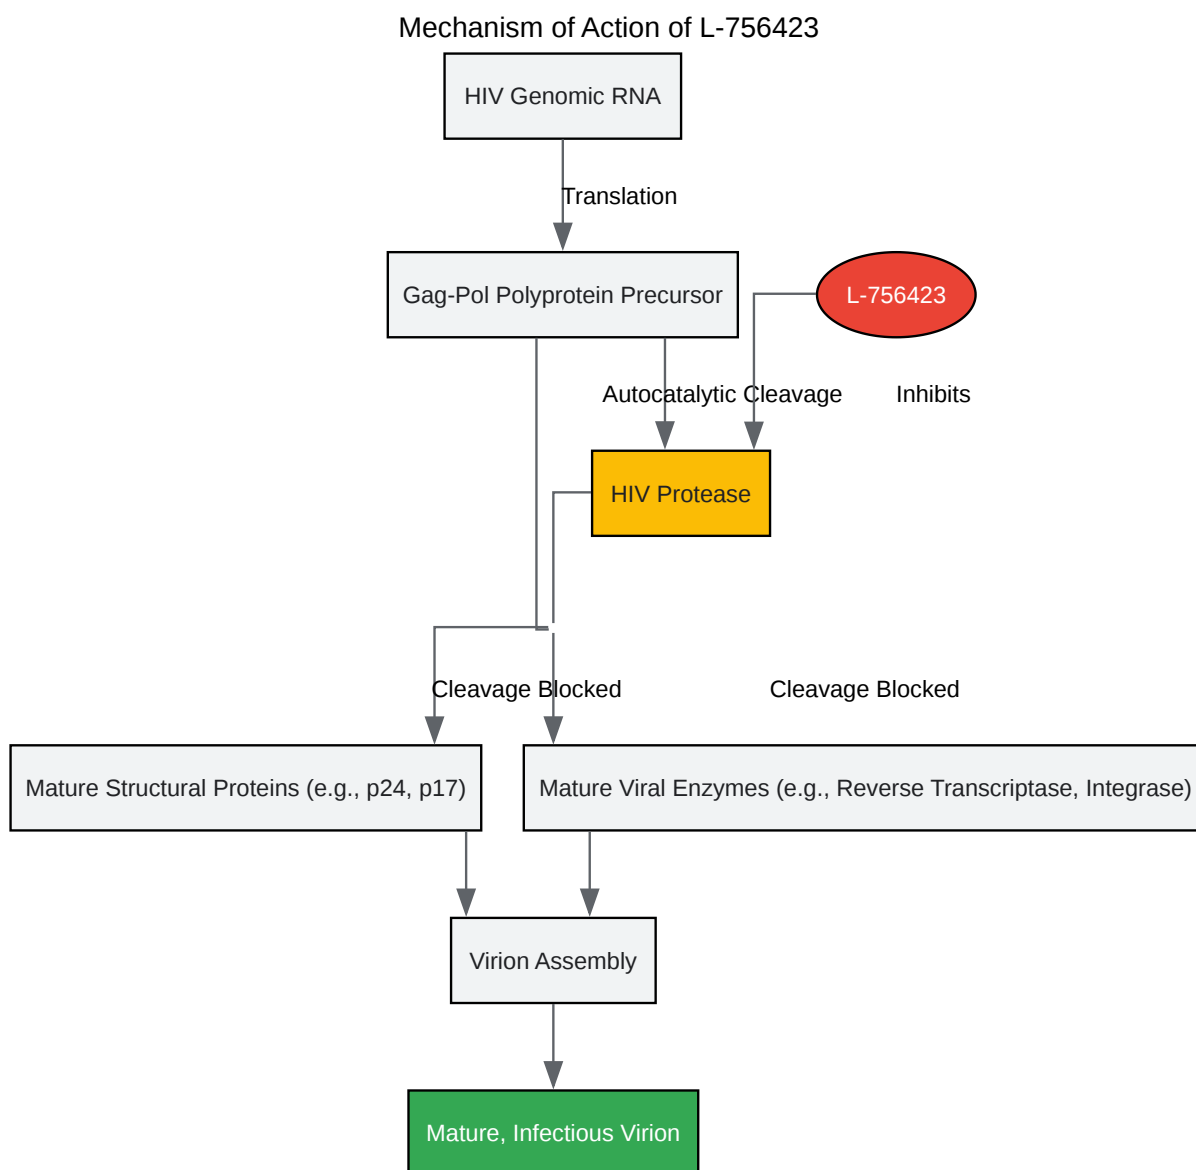 Mechanism of Action of L-756423
HIV Genomic RNA
Translation
Gag-Pol Polyprotein Precursor
L-756423
Autocatalytic Cleavage
Inhibits
HIV Protease
Cleavage Blocked
Cleavage Blocked
Mature Structural Proteins (e.g., p24, p17)
Mature Viral Enzymes (e.g., Reverse Transcriptase, Integrase)
Virion Assembly
Mature, Infectious Virion